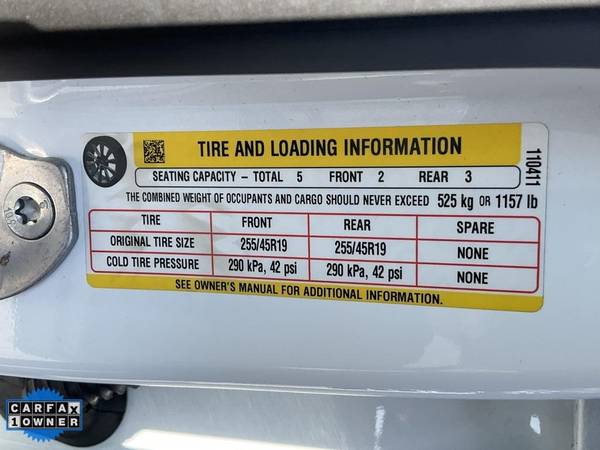 TIRE AND LOADING INFORMATION
SEATING CAPACITY – TOTAL 5 FRONT 2 REAR 3
THE COMBINED WEIGHT OF OCCUPANTS AND CARGO SHOULD NEVER EXCEED 525 kg OR 1157 lb
TIRE FRONT REAR SPARE
ORIGINAL TIRE SIZE 255/45R19 255/45R19 NONE
COLD TIRE PRESSURE 290 kPa, 42 psi 290 kPa, 42 psi NONE
SEE OWNER'S MANUAL FOR ADDITIONAL INFORMATION.
110411
CARFAX
1 OWNER